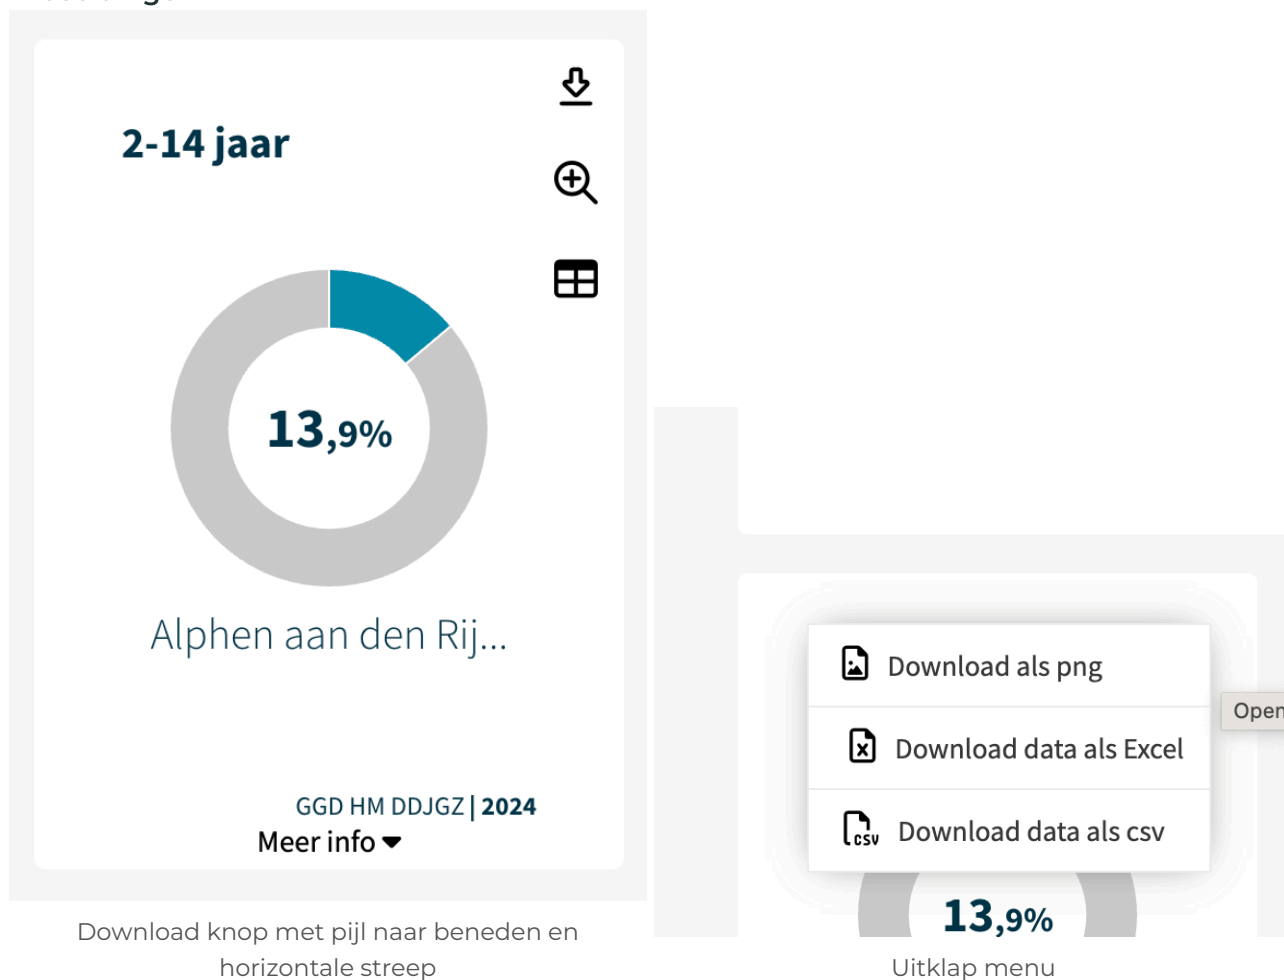 2-14 jaar
13,9%
Alphen aan den Rij...
GGD HM DDJGZ | 2024
Meer info
Download knop met pijl naar beneden en
horizontale streep
Download als png
Download data als Excel
CSV
Download data als csv
Open
13,9%
Uitklap menu